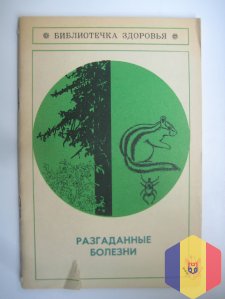 БИБЛИОТЕЧКА ЗДОРОВЬЯ
РАЗГАДАННЫЕ
БОЛЕЗНИ